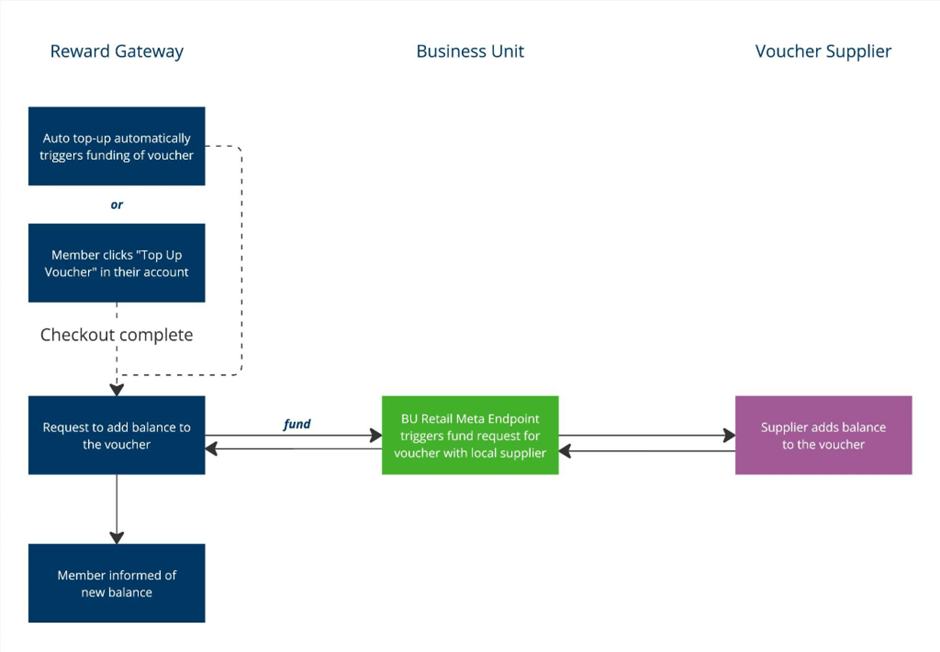 Reward Gateway
Business Unit
Voucher Supplier
Auto top-up automatically
triggers funding of voucher
or
Member clicks "Top Up
Voucher" in their account
Checkout complete
Request to add balance to
the voucher
fund
BU Retail Meta Endpoint
triggers fund request for
voucher with local supplier
Supplier adds balance
to the voucher
Member informed of
new balance